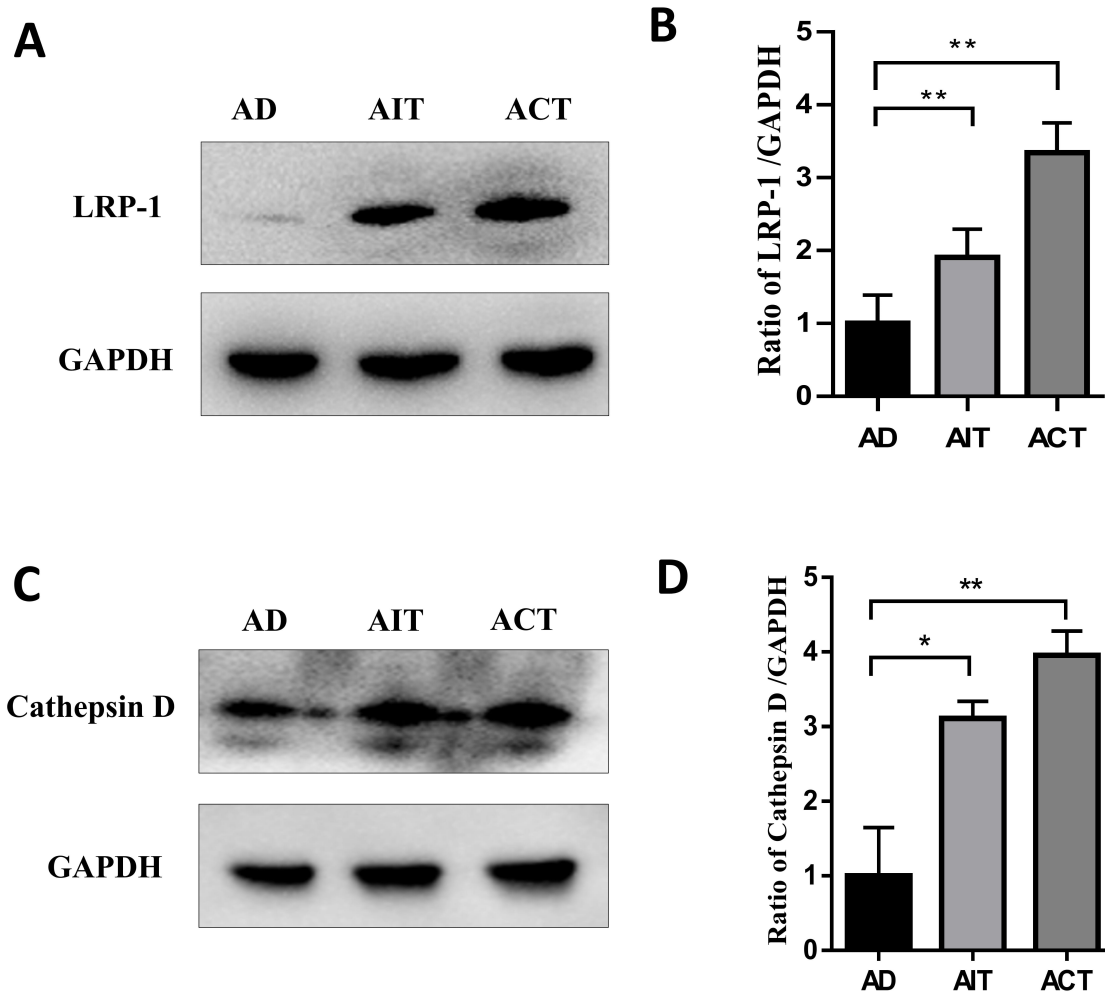 A
AD AIT ACT
LRP-1
GAPDH
B
Ratio of LRP-1 /GAPDH
5
4
3
2
1
0
**
**
AD AIT ACT
C
AD AIT ACT
Cathepsin D
GAPDH
D
Ratio of Cathepsin D /GAPDH
5
4
3
2
1
0
**
*
AD AIT ACT